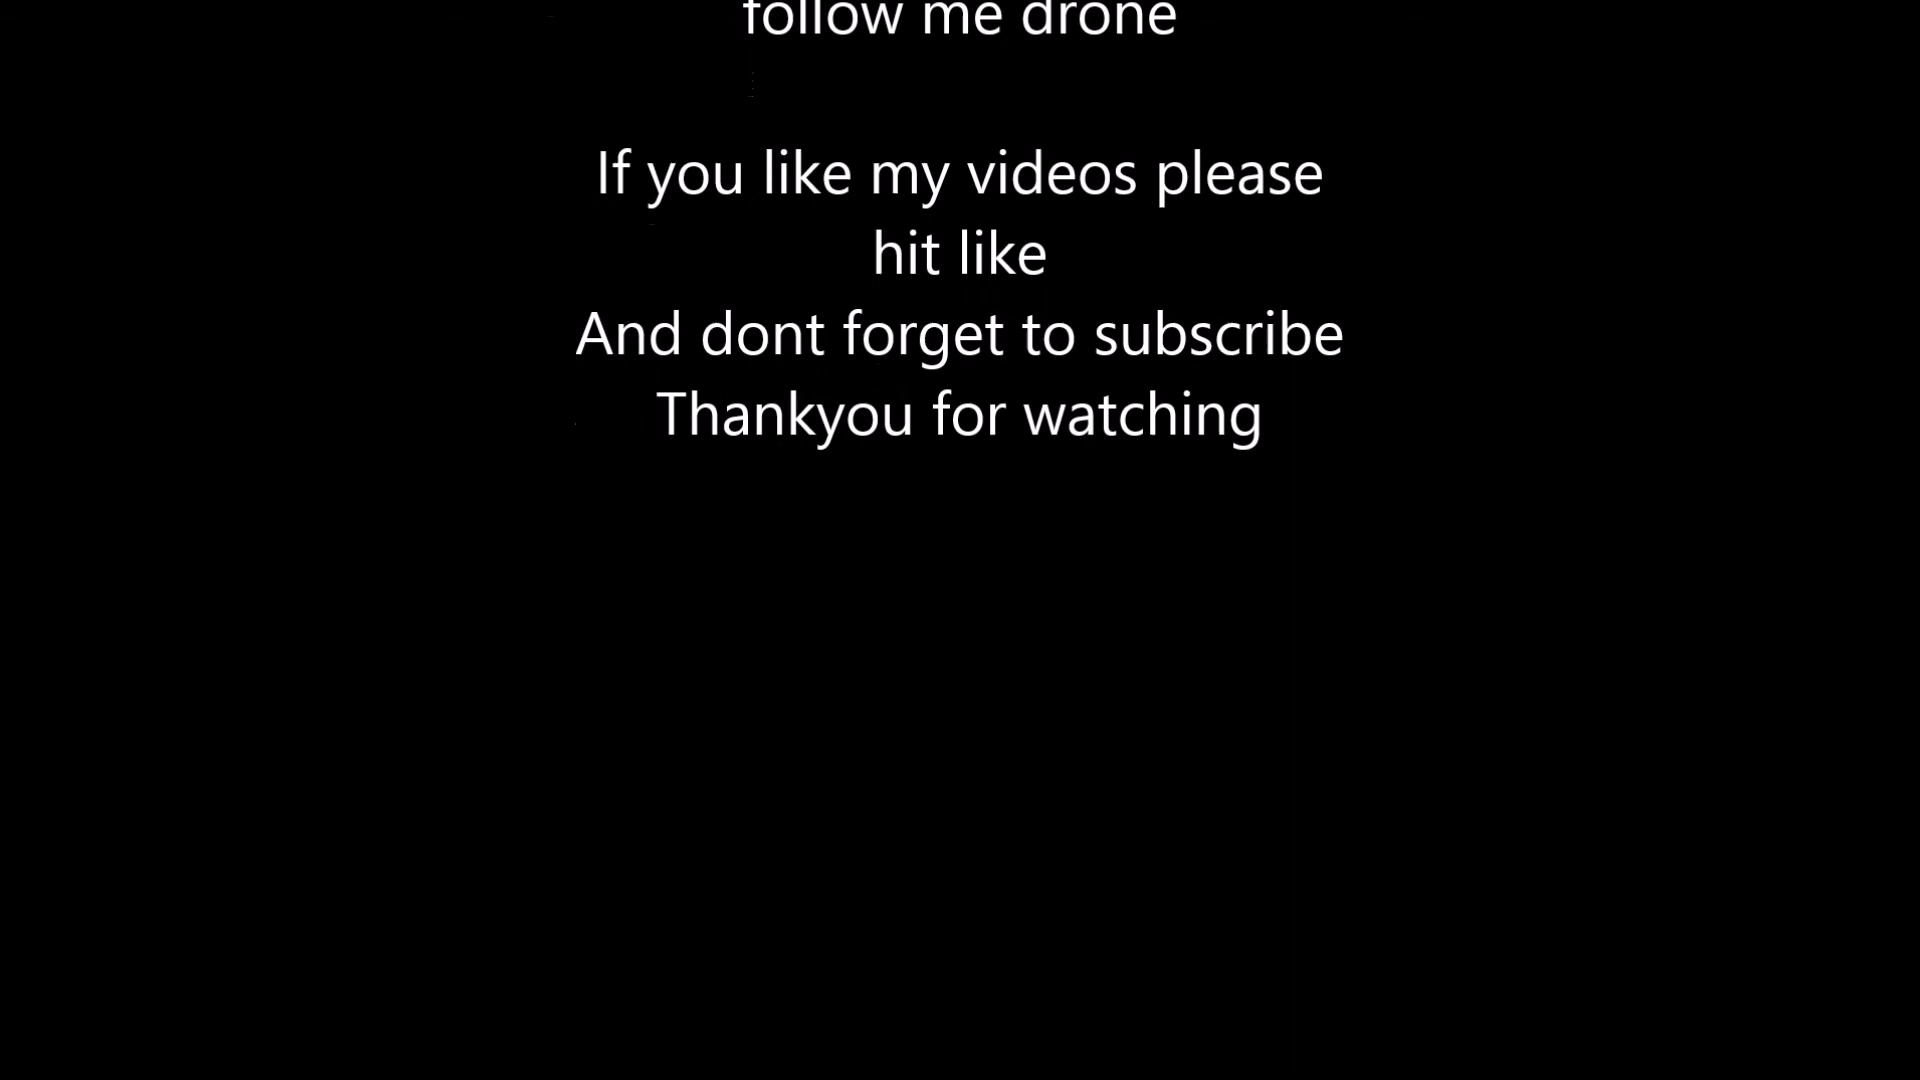 follow me drone
If you like my videos please
hit like
And dont forget to subscribe
Thankyou for watching